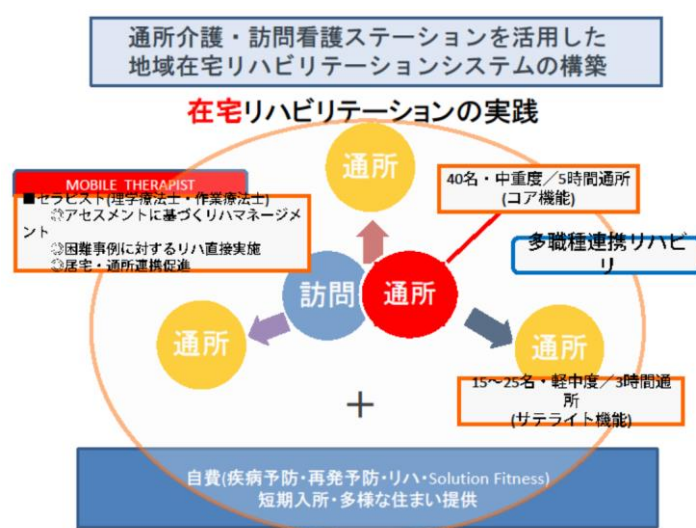 通所介護・訪問看護ステーションを活用した
地域在宅リハビリテーションシステムの構築
在宅リハビリテーションの実践
通所
MOBILE THERAPIST
■セラピスト(理学療法士・作業療法士)
◎アセスメントに基づくリハマネージメ
ント
◎困難事例に対するリハ直接実施
◎居宅・通所連携促進
40名・中重度／5時間通所
(コア機能)
多職種連携リハビ
リ
訪問
通所
通所
通所
15～25名・軽中度／3時間通
所
(サテライト機能)
+
自費(疾病予防・再発予防・リハ・Solution Fitness)
短期入所・多様な住まい提供